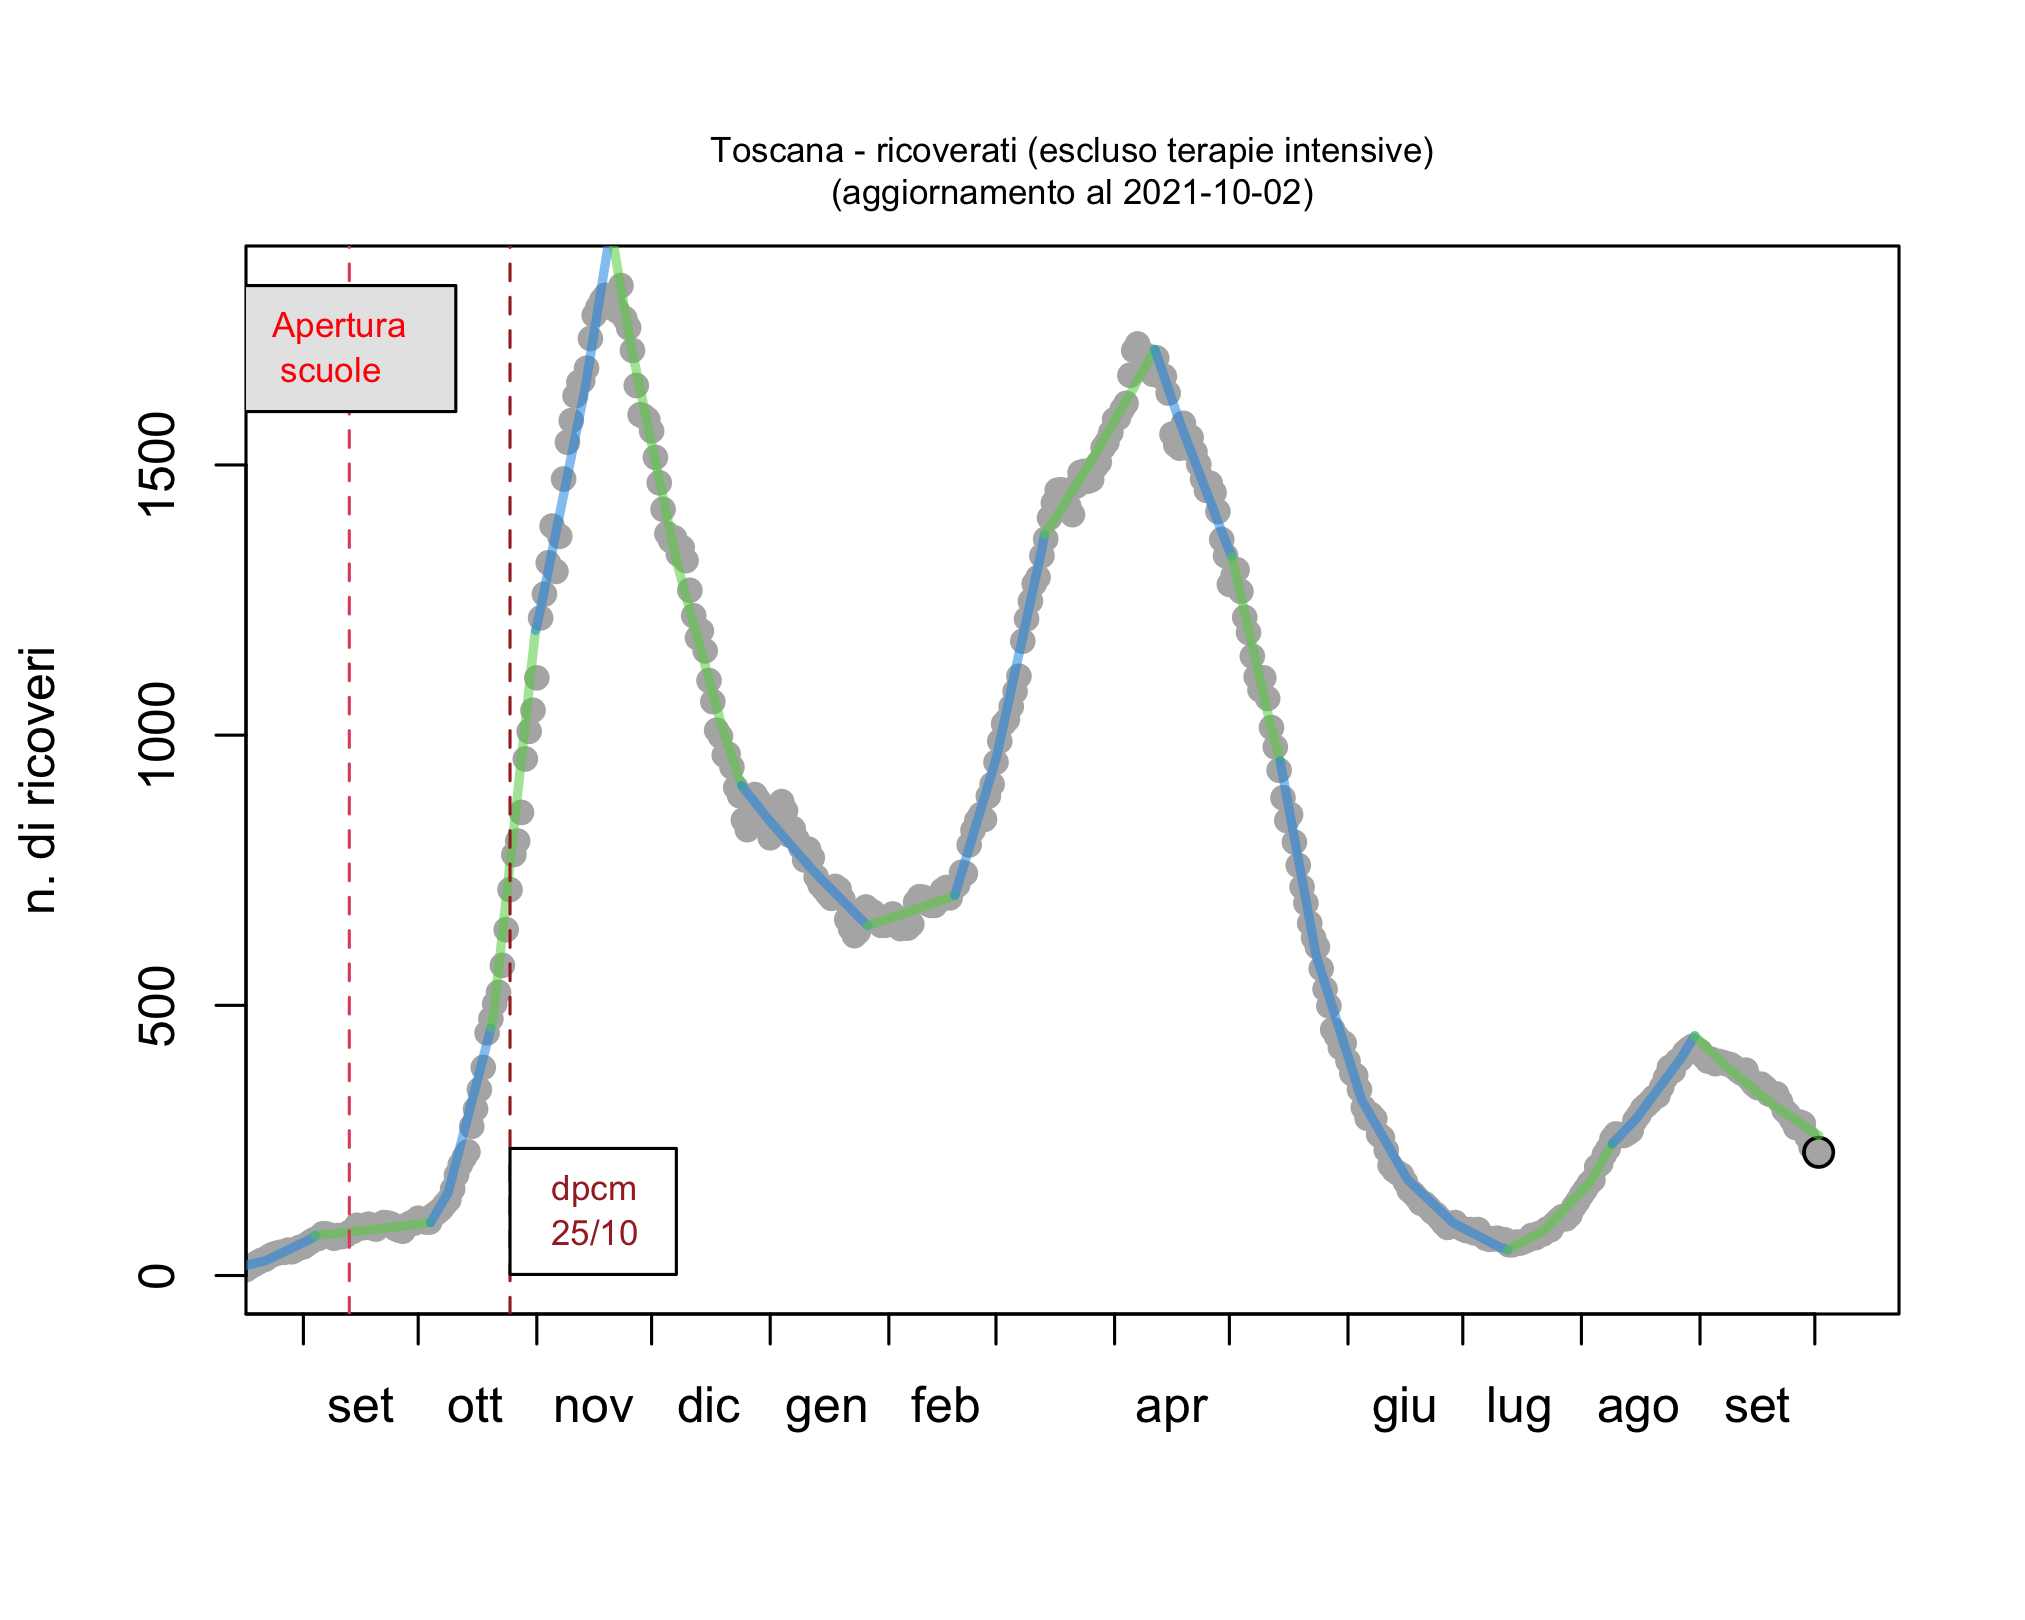 Toscana - ricoverati (escluso terapie intensive)
(aggiornamento al 2021-10-02)
Apertura
scuole
n. di ricoveri
1500
1000
500
0
dpcm
25/10
set ott nov dic gen feb apr giu lug ago set